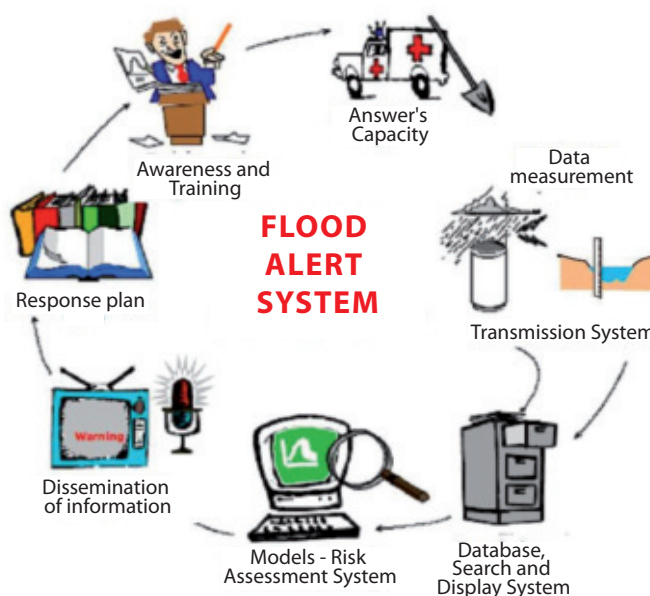 Answer's
Capacity
Awareness and
Training
Data
measurement
FLOOD
ALERT
SYSTEM
Response plan
Transmission System
Warning
Dissemination
of information
Models - Risk
Assessment System
Database,
Search and
Display System